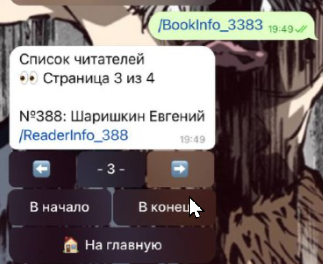 /BookInfo_3383 19:49
Список читателей
👀 Страница 3 из 4
№388: Шаришкин Евгений
/ReaderInfo_388
19:49
⬅️ - 3 - ➡️
В начало В конец
🏠 На главную